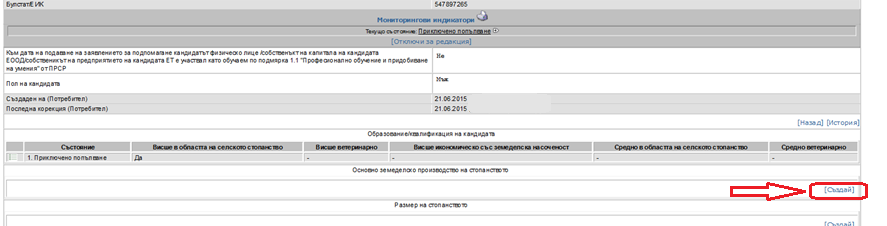 Булстат/ЕИК 547897265
Мониторингови индикатори
Текущо състояние: Приключено попълване
[Отключи за редакция]
Към дата на подаване на заявлението за подпомагане кандидатът физическо лице /собственикът на капитала на кандидата
ЕООД/собственикът на предприятието на кандидата ЕТ е участвал като обучаем по подмярка 1.1 "Професионално обучение и придобиване
на умения" от ПРСР
Не
Пол на кандидата Мъж
Създаден на (Потребител) 21.06.2015
Последна корекция (Потребител) 21.06.2015
[Назад] [История]
Образование/квалификация на кандидата
Състояние Висше в областта на селското стопанство Висше ветеринарно Висше икономическо със земеделска насоченост Средно в областта на селското стопанство Средно ветеринарно
1. Приключено попълване Да - - - -
Основно земеделско производство на стопанството
[Създай]
Размер на стопанството
[Създай]